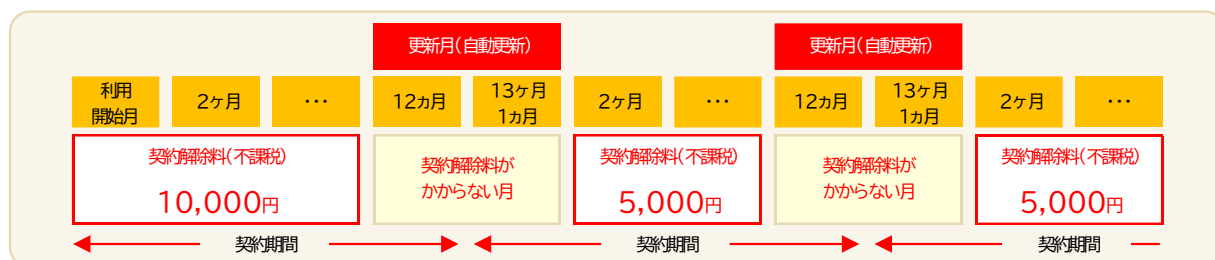 更新月(自動更新)
更新月(自動更新)
利用
開始月
2ヶ月
･･･
12ヵ月
13ヶ月
1ヵ月
2ヶ月
･･･
12ヵ月
13ヶ月
1ヵ月
2ヶ月
･･･
契約解除料(不課税)
10,000円
契約解除料が
かからない月
契約解除料(不課税)
5,000円
契約解除料が
かからない月
契約解除料(不課税)
5,000円
契約期間
契約期間
契約期間